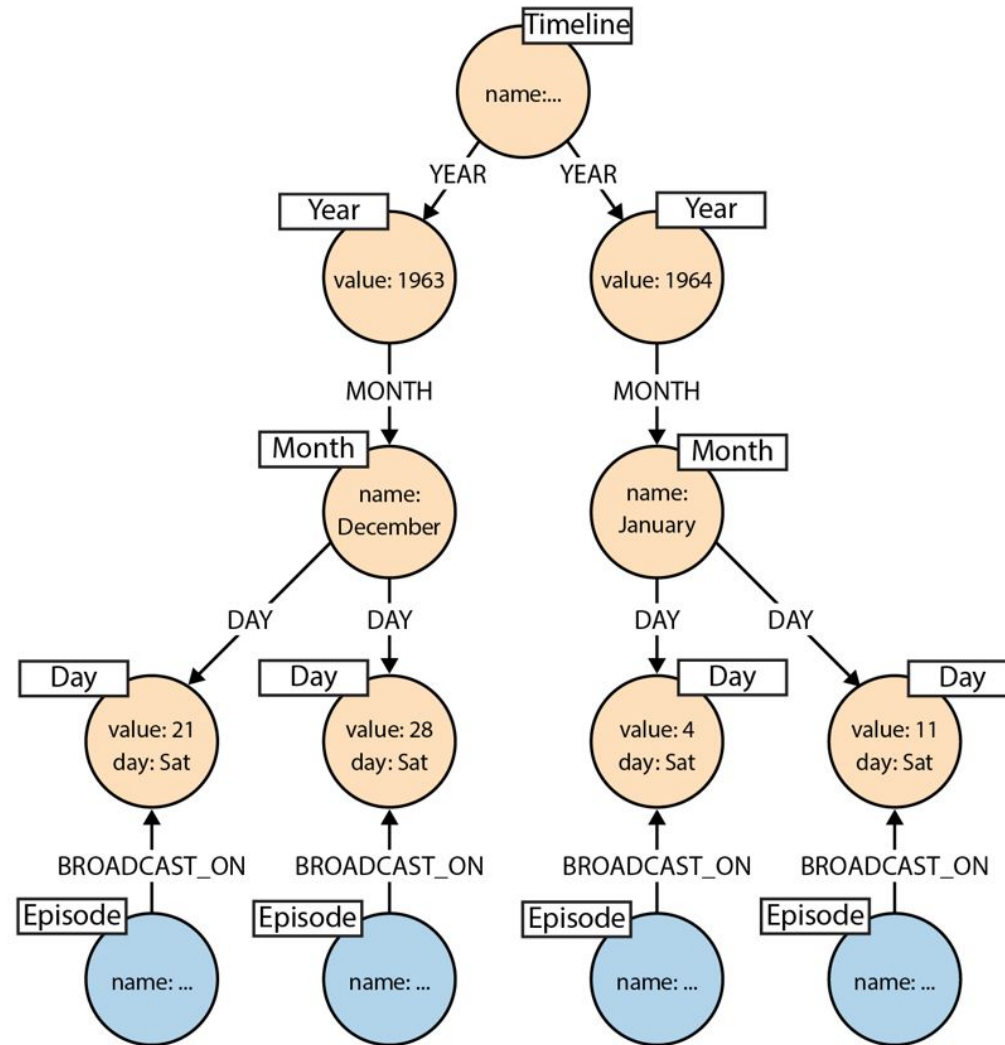 Timeline
name:...
YEAR
YEAR
Year
Year
value: 1963
value: 1964
MONTH
MONTH
Month
Month
name:
December
name:
January
DAY
DAY
DAY
DAY
Day
Day
Day
Day
value: 21
day: Sat
value: 28
day: Sat
value: 4
day: Sat
value: 11
day: Sat
BROADCAST_ON
BROADCAST_ON
BROADCAST_ON
BROADCAST_ON
Episode
Episode
Episode
Episode
name: ...
name: ...
name: ...
name: ...